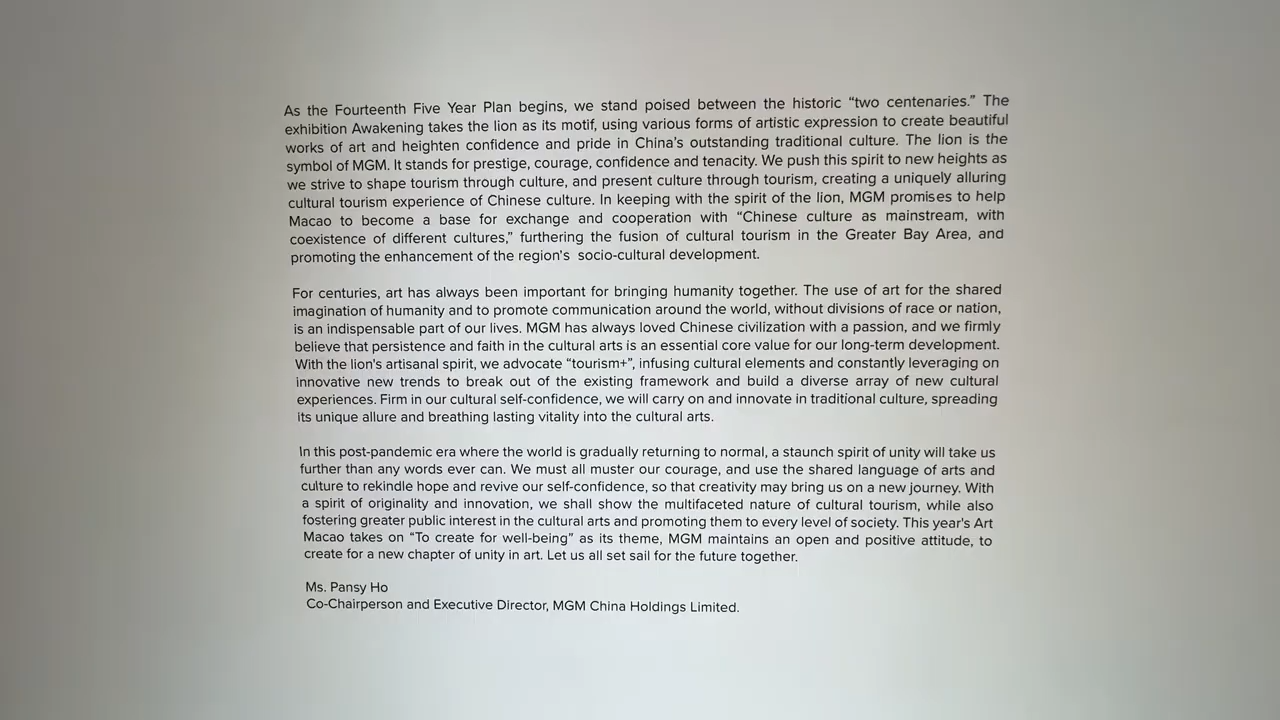 As the Fourteenth Five Year Plan begins, we stand poised between the historic “two centenaries.” The
exhibition Awakening takes the lion as its motif, using various forms of artistic expression to create beautiful
works of art and heighten confidence and pride in China’s outstanding traditional culture. The lion is the
symbol of MGM. It stands for prestige, courage, confidence and tenacity. We push this spirit to new heights as
we strive to shape tourism through culture, and present culture through tourism, creating a uniquely alluring
cultural tourism experience of Chinese culture. In keeping with the spirit of the lion, MGM promises to help
Macao to become a base for exchange and cooperation with “Chinese culture as mainstream, with
coexistence of different cultures,” furthering the fusion of cultural tourism in the Greater Bay Area, and
promoting the enhancement of the region's socio-cultural development.
For centuries, art has always been important for bringing humanity together. The use of art for the shared
imagination of humanity and to promote communication around the world, without divisions of race or nation,
is an indispensable part of our lives. MGM has always loved Chinese civilization with a passion, and we firmly
believe that persistence and faith in the cultural arts is an essential core value for our long-term development.
With the lion's artisanal spirit, we advocate “tourism+”, infusing cultural elements and constantly leveraging on
innovative new trends to break out of the existing framework and build a diverse array of new cultural
experiences. Firm in our cultural self-confidence, we will carry on and innovate in traditional culture, spreading
its unique allure and breathing lasting vitality into the cultural arts.
In this post-pandemic era where the world is gradually returning to normal, a staunch spirit of unity will take us
further than any words ever can. We must all muster our courage, and use the shared language of arts and
culture to rekindle hope and revive our self-confidence, so that creativity may bring us on a new journey. With
a spirit of originality and innovation, we shall show the multifaceted nature of cultural tourism, while also
fostering greater public interest in the cultural arts and promoting them to every level of society. This year's Art
Macao takes on “To create for well-being” as its theme, MGM maintains an open and positive attitude, to
create for a new chapter of unity in art. Let us all set sail for the future together.
Ms. Pansy Ho
Co-Chairperson and Executive Director, MGM China Holdings Limited.